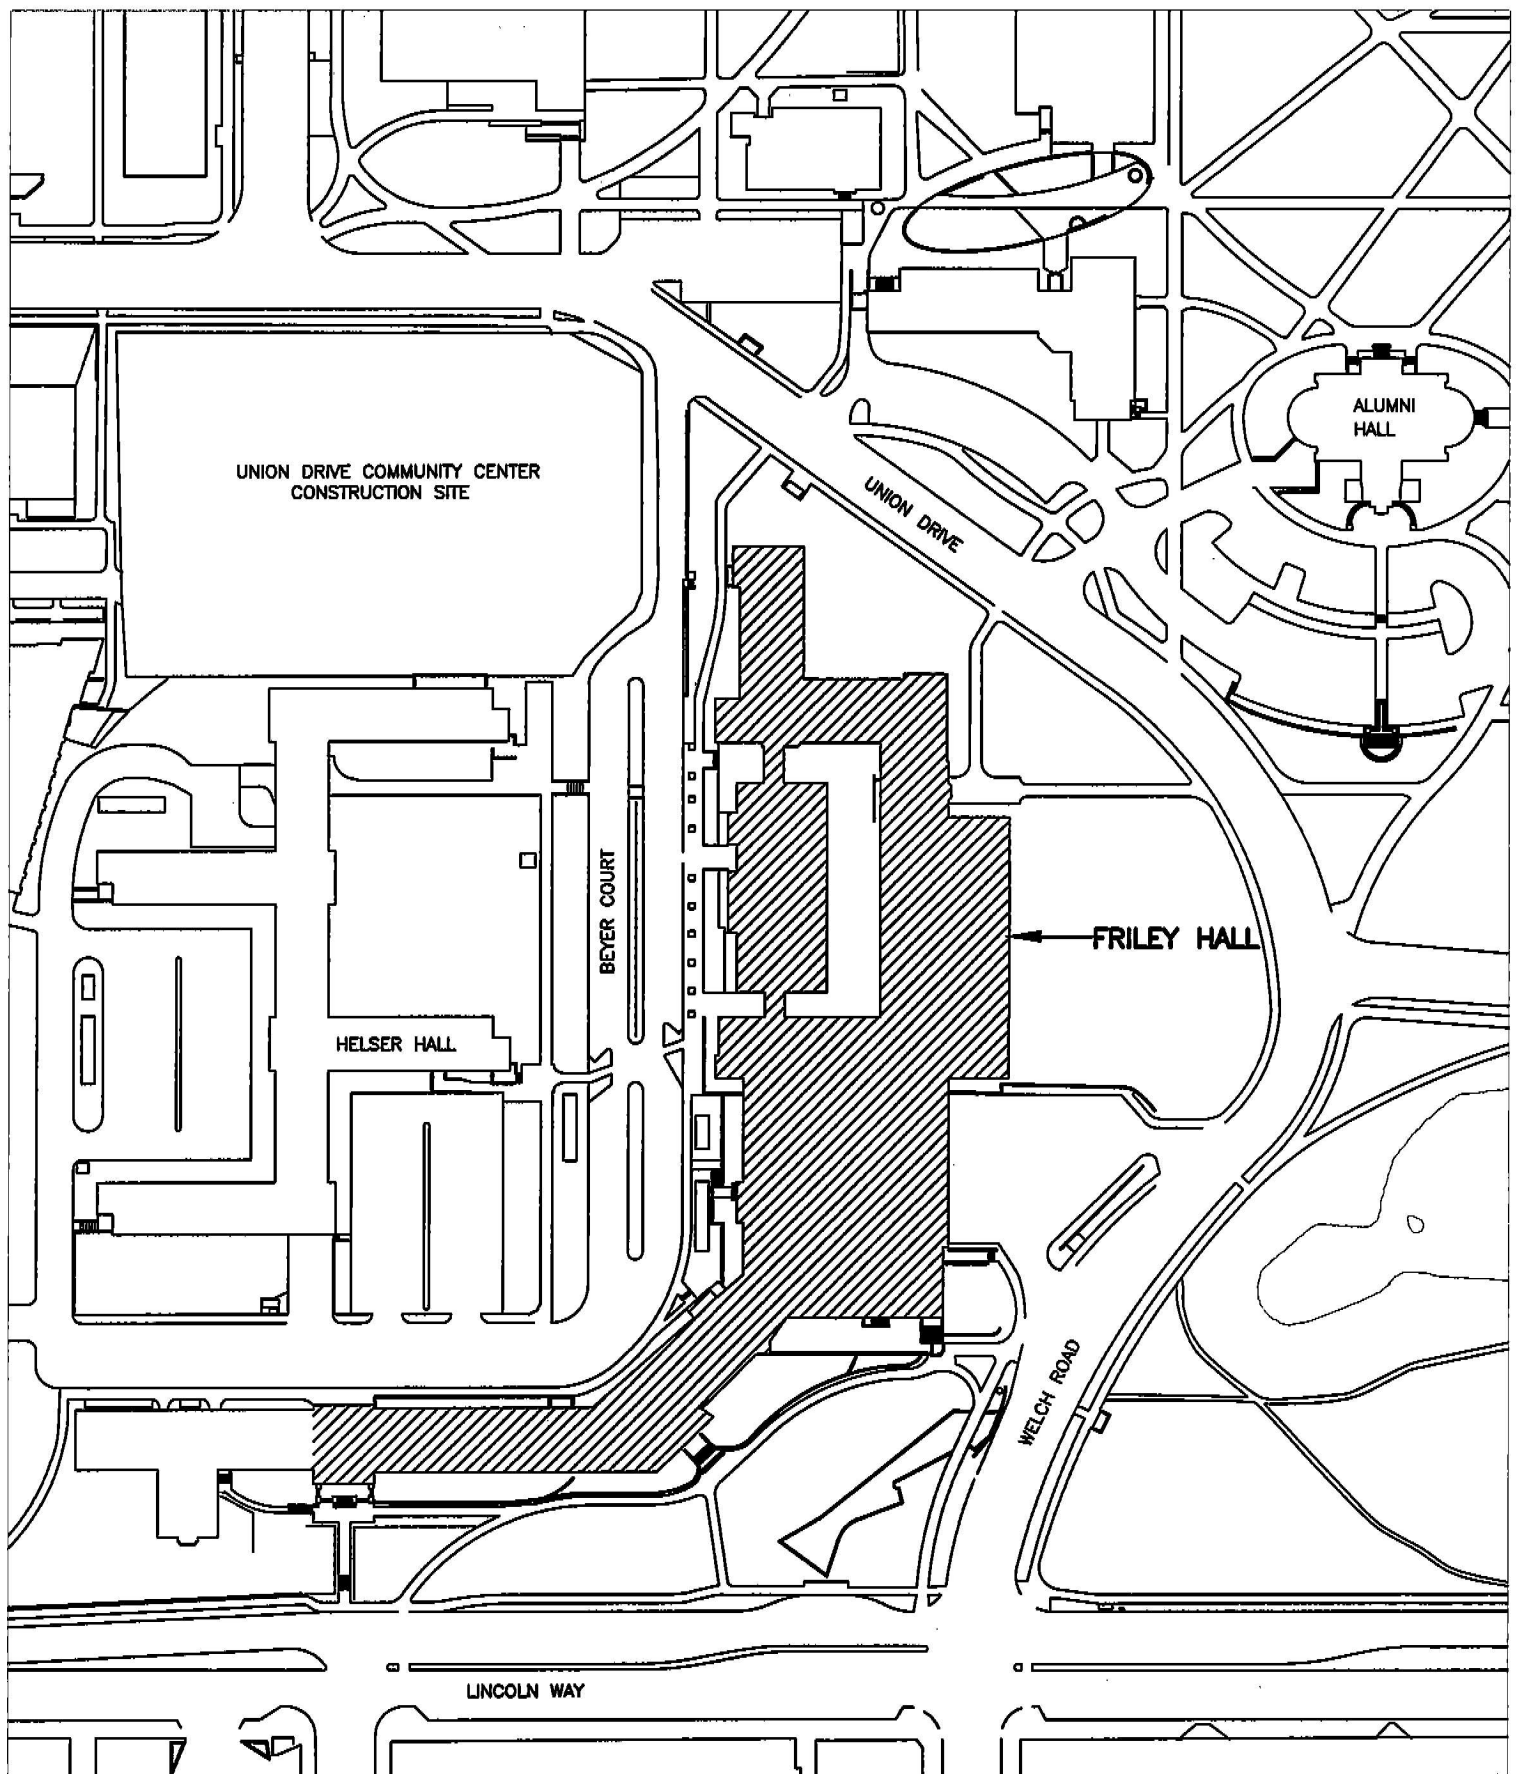 ALUMNI
HALL
UNION DRIVE COMMUNITY CENTER
CONSTRUCTION SITE
UNION DRIVE
BEYER COURT
FRILEY HALL
HELSER HALL
WELCH ROAD
LINCOLN WAY